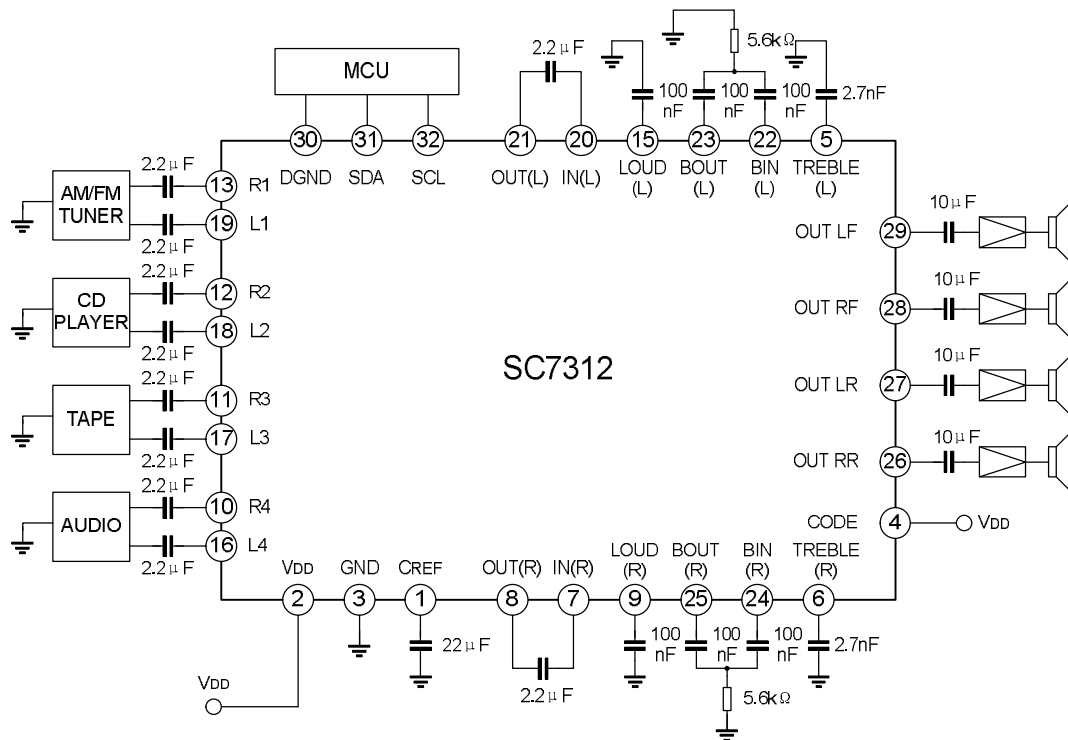 MCU
2.2μF
5.6kΩ
100
nF
100
nF
100
nF
2.7nF
30
31
32
21
20
15
23
22
5
DGND
SDA
SCL
OUT(L)
IN(L)
LOUD
(L)
BOUT
(L)
BIN
(L)
TREBLE
(L)
AM/FM
TUNER
2.2μF
13
R1
19
L1
2.2μF
CD
PLAYER
2.2μF
12
R2
18
L2
2.2μF
TAPE
2.2μF
11
R3
17
L3
2.2μF
AUDIO
2.2μF
10
R4
16
L4
2.2μF
SC7312
OUT LF
29
10μF
OUT RF
28
10μF
OUT LR
27
10μF
OUT RR
26
10μF
CODE
4
VDD
VDD
GND
CREF
OUT(R)
IN(R)
LOUD
(R)
BOUT
(R)
BIN
(R)
TREBLE
(R)
2
3
1
8
7
9
25
24
6
22μF
2.2μF
100
nF
100
nF
100
nF
2.7nF
5.6kΩ
VDD